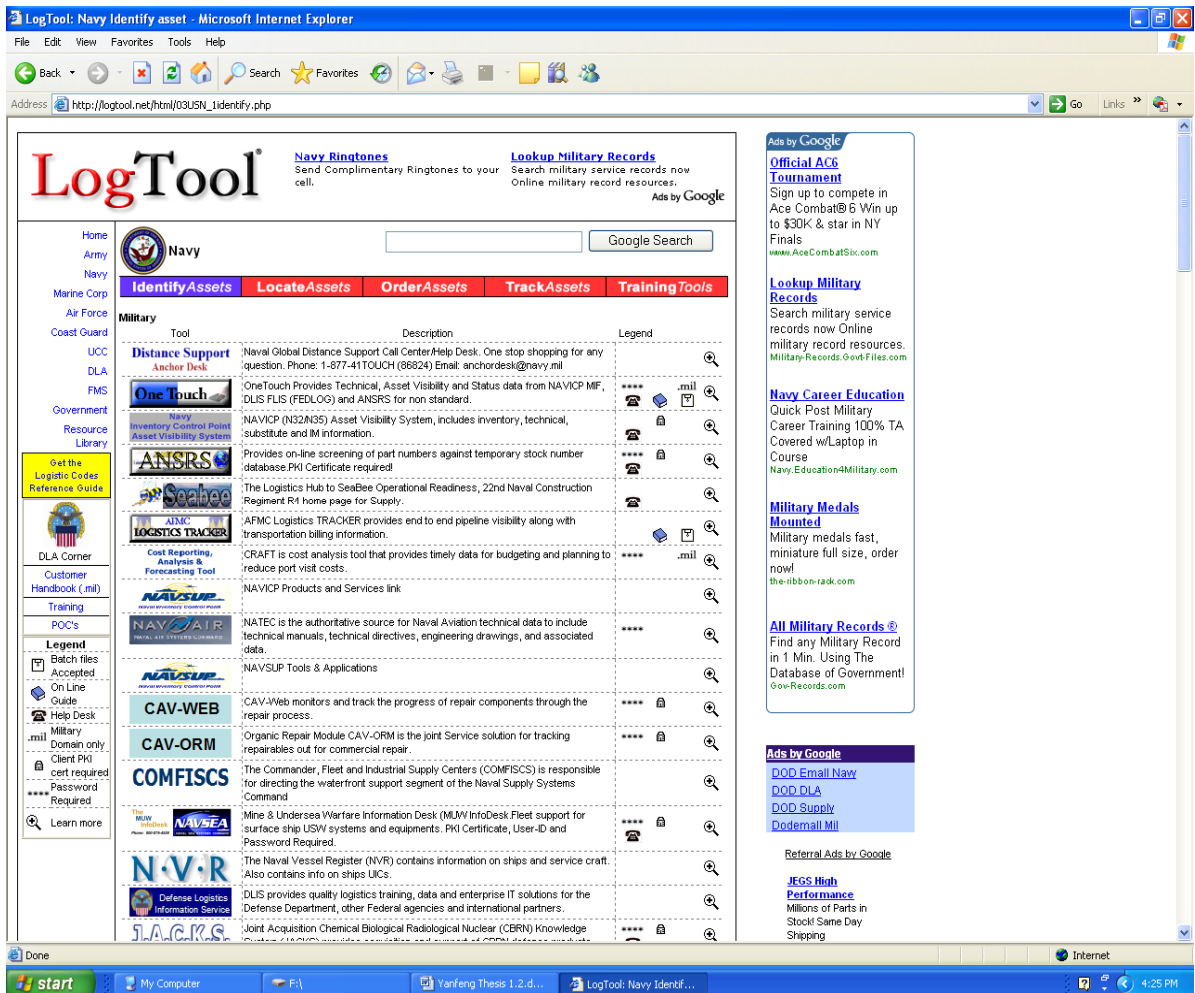 LogTool: Navy Identify asset - Microsoft Internet Explorer
File Edit View Favorites Tools Help
Back Search Favorites
Address http://logtool.net/html/03USN_1identify.php Go Links »
LogTool®
Navy Ringtones
Send Complimentary Ringtones to your
cell.
Lookup Military Records
Search military service records now
Online military record resources.
Ads by Google
Home
Army
Navy
Marine Corp
Air Force
Coast Guard
UCC
DLA
FMS
Government
Resource
Library
Get the
Logistic Codes
Reference Guide
DLA Corner
Customer
Handbook (.mil)
Training
POC's
Legend
Batch files
Accepted
On Line
Guide
Help Desk
.mil Military
Domain only
Client PKI
cert required
**** Password
Required
Learn more
Navy
Google Search
IdentifyAssets LocateAssets OrderAssets TrackAssets TrainingTools
Military
Tool Description Legend
Distance Support
Anchor Desk
Naval Global Distance Support Call Center/Help Desk. One stop shopping for any
question. Phone: 1-877-41TOUCH (86824) Email: anchordesk@navy.mil
One Touch
OneTouch Provides Technical, Asset Visibility and Status data from NAVICP MIF,
DLIS FLIS (FEDLOG) and ANSRS for non standard.
**** .mil
Navy
Inventory Control Point
Asset Visibility System
NAVICP (N32/N35) Asset Visibility System, includes inventory, technical,
substitute and IM information.
ANSRS
Provides on-line screening of part numbers against temporary stock number
database.PKI Certificate required!
****
Seabee
The Logistics Hub to SeaBee Operational Readiness, 22nd Naval Construction
Regiment R4 home page for Supply.
AFMC
LOGISTICS TRACKER
AFMC Logistics TRACKER provides end to end pipeline visibility along with
transportation billing information.
Cost Reporting,
Analysis &
Forecasting Tool
CRAFT is cost analysis tool that provides timely data for budgeting and planning to
reduce port visit costs.
**** .mil
NAVSUP
Naval Inventory Control Point
NAVICP Products and Services link
NAVAIR
NAVAL AIR SYSTEMS COMMAND
NATEC is the authoritative source for Naval Aviation technical data to include
technical manuals, technical directives, engineering drawings, and associated
data.
****
NAVSUP
Naval Inventory Control Point
NAVSUP Tools & Applications
CAV-WEB
CAV-Web monitors and track the progress of repair components through the
repair process.
****
CAV-ORM
Organic Repair Module CAV-ORM is the joint Service solution for tracking
repairables out for commercial repair.
****
COMFISCS
The Commander, Fleet and Industrial Supply Centers (COMFISCS) is responsible
for directing the waterfront support segment of the Naval Supply Systems
Command
The
MUW
InfoDesk
NAVSEA
Mine & Undersea Warfare Information Desk (MUW InfoDesk.Fleet support for
surface ship USW systems and equipments. PKI Certificate, User-ID and
Password Required.
****
N·V·R
The Naval Vessel Register (NVR) contains information on ships and service craft.
Also contains info on ships UICs.
Defense Logistics
Information Service
DLIS provides quality logistics training, data and enterprise IT solutions for the
Defense Department, other Federal agencies and international partners.
J.A.C.K.S.
Joint Acquisition Chemical Biological Radiological Nuclear (CBRN) Knowledge
System (JACKS) provides acquisition and support of CBRN defense products
****
Ads by Google
Official AC6
Tournament
Sign up to compete in
Ace Combat® 6 Win up
to $30K & star in NY
Finals
www.AceCombatSix.com
Lookup Military
Records
Search military service
records now Online
military record resources.
Military-Records.Govt-Files.com
Navy Career Education
Quick Post Military
Career Training 100% TA
Covered w/Laptop in
Course
Navy.Education4Military.com
Military Medals
Mounted
Military medals fast,
miniature full size, order
now!
the-ribbon-rack.com
All Military Records ®
Find any Military Record
in 1 Min. Using The
Database of Government!
Gov-Records.com
Ads by Google
DOD Email Navy
DOD DLA
DOD Supply
Dodemail Mil
Referral Ads by Google
JEGS High
Performance
Millions of Parts in
Stock! Same Day
Shipping
Done Internet
start My Computer F:\ Yanfeng Thesis 1.2.d... LogTool: Navy Identif... 4:25 PM